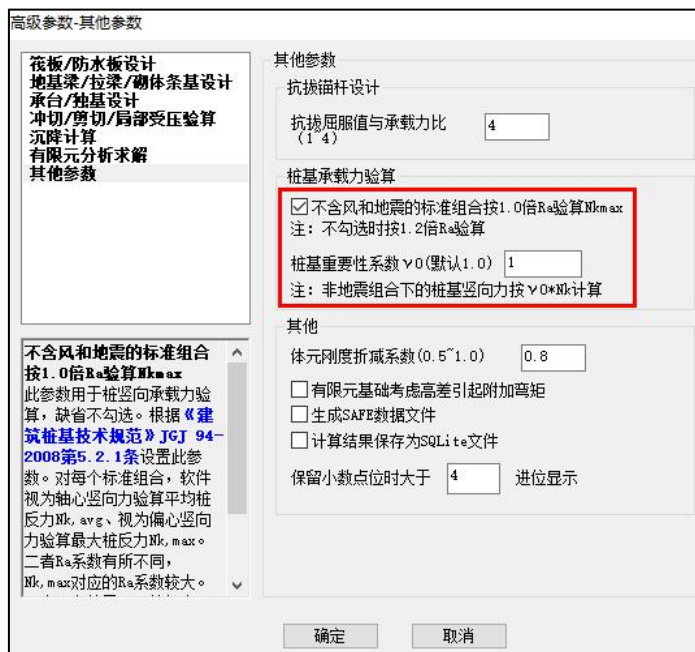 高级参数-其他参数
筏板/防水板设计
地基梁/拉梁/砌体条基设计
承台/独基设计
冲切/剪切/局部受压验算
沉降计算
有限元分析求解
其他参数
不含风和地震的标准组合
按1.0倍Ra验算Nkmax
此参数用于桩竖向承载力验
算，缺省不勾选。根据《建
筑桩基技术规范》JGJ 94-
2008第5.2.1条设置此参
数。对每个标准组合，软件
视为轴心竖向力验算平均桩
反力Nk,avg、视为偏心竖向
力验算最大桩反力Nk,max。
二者Ra系数有所不同，
Nk,max对应的Ra系数较大。
其他参数
抗拔锚杆设计
抗拔屈服值与承载力比 4
(1~4)
桩基承载力验算
不含风和地震的标准组合按1.0倍Ra验算Nkmax
注：不勾选时按1.2倍Ra验算
桩基重要性系数γ0(默认1.0) 1
注：非地震组合下的桩基竖向力按γ0*Nk计算
其他
体元刚度折减系数(0.5~1.0) 0.8
有限元基础考虑高差引起附加弯矩
生成SAFE数据文件
计算结果保存为SQLite文件
保留小数点位时大于 4 进位显示
确定 取消